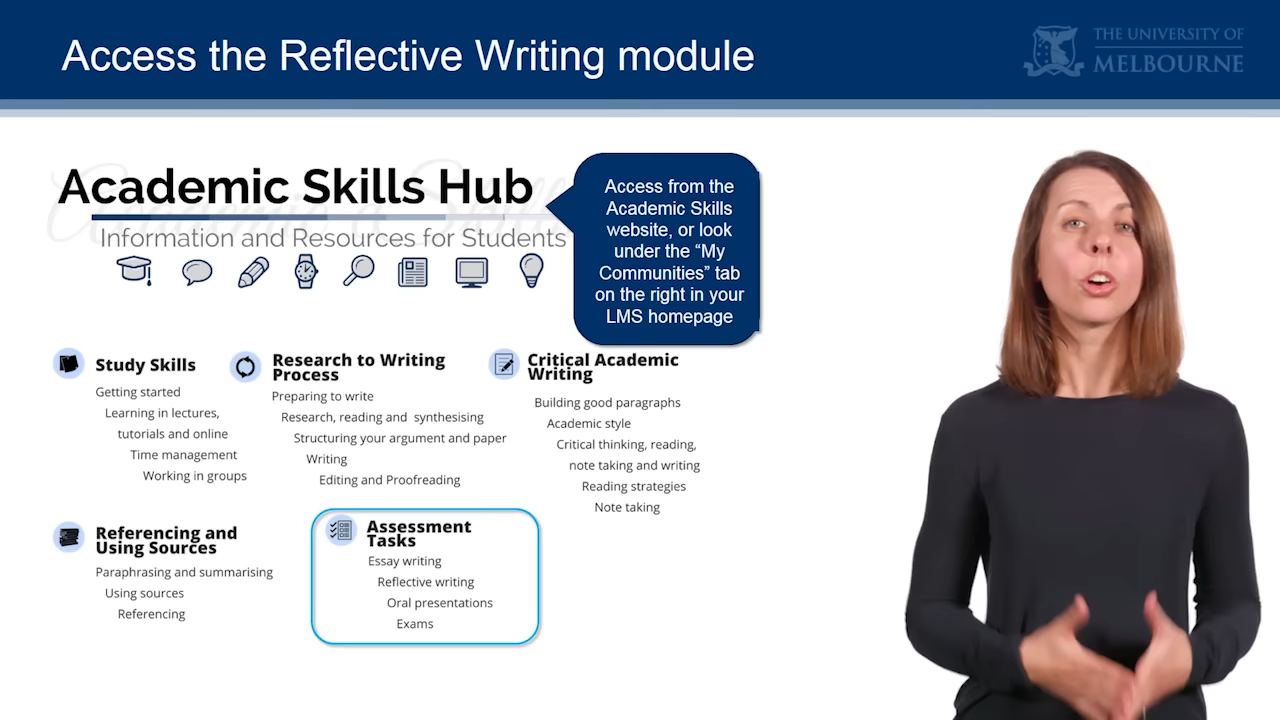 Access the Reflective Writing module
THE UNIVERSITY OF
MELBOURNE
Academic Skills Hub
Information and Resources for Students
Access from the
Academic Skills
website, or look
under the “My
Communities” tab
on the right in your
LMS homepage
Study Skills
Getting started
Learning in lectures,
tutorials and online
Time management
Working in groups
Research to Writing
Process
Preparing to write
Research, reading and synthesising
Structuring your argument and paper
Writing
Editing and Proofreading
Critical Academic
Writing
Building good paragraphs
Academic style
Critical thinking, reading,
note taking and writing
Reading strategies
Note taking
Referencing and
Using Sources
Paraphrasing and summarising
Using sources
Referencing
Assessment
Tasks
Essay writing
Reflective writing
Oral presentations
Exams